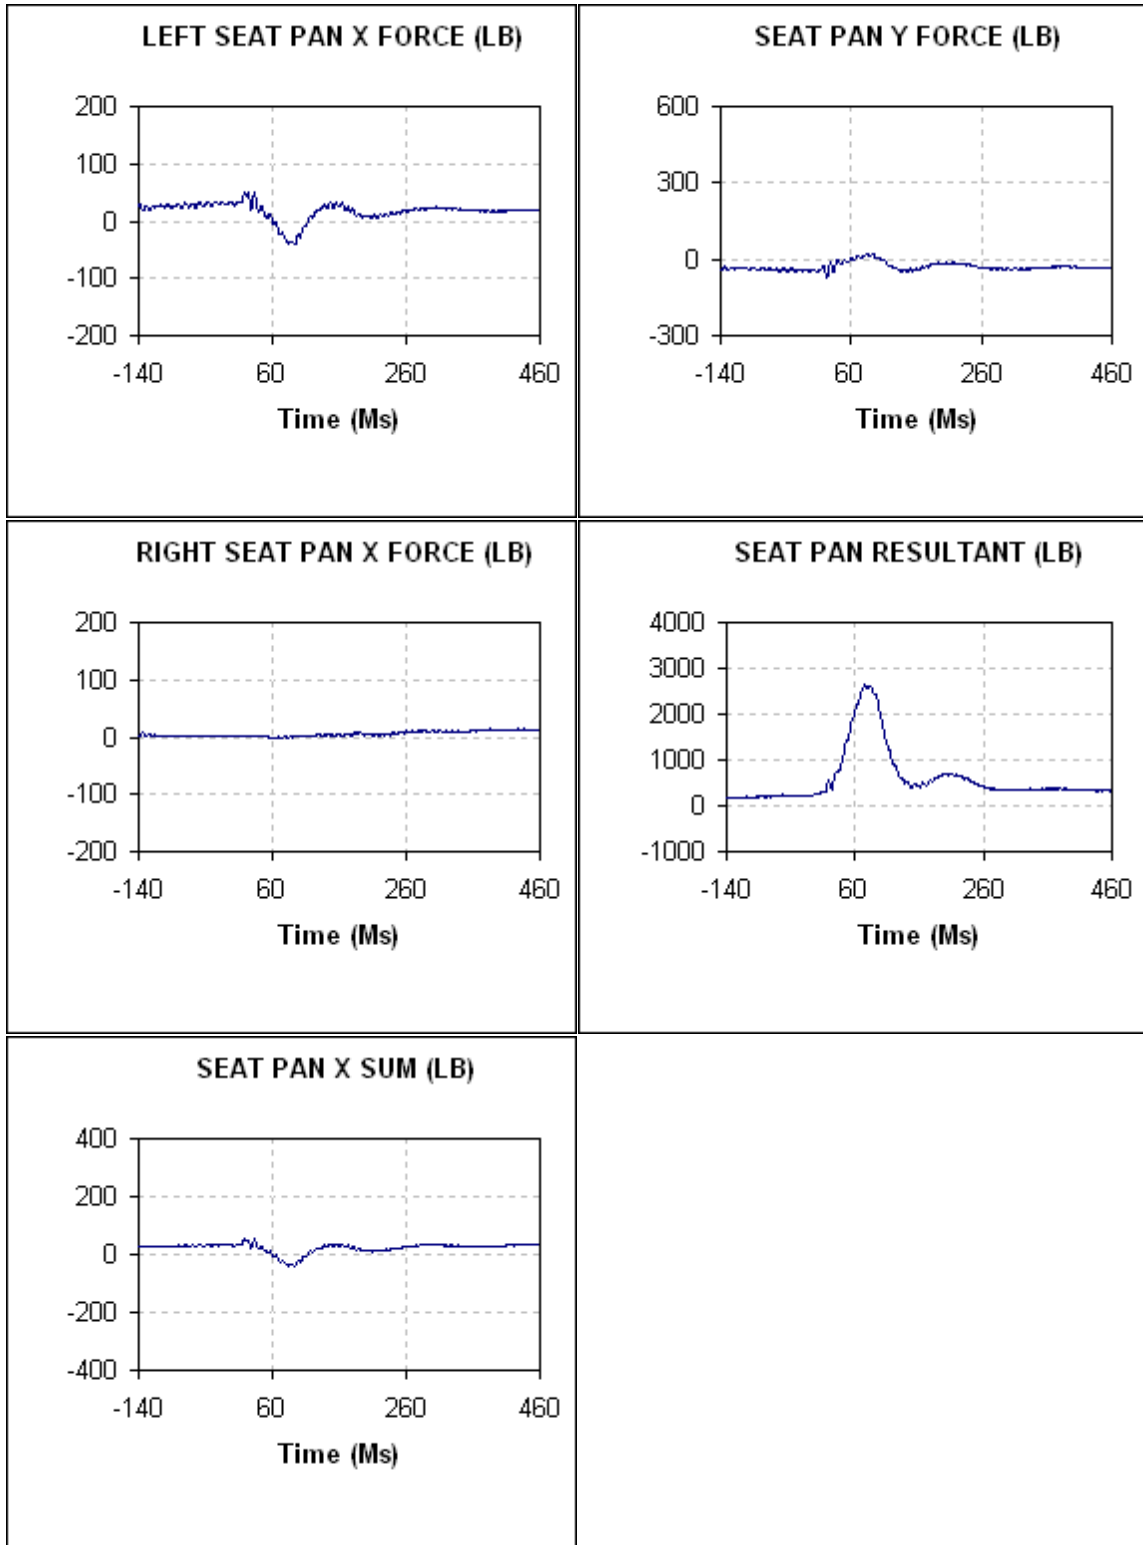 LEFT SEAT PAN X FORCE (LB)
200
100
0
-100
-200
-140 60 260 460
Time (Ms)
SEAT PAN Y FORCE (LB)
600
300
0
-300
-140 60 260 460
Time (Ms)
RIGHT SEAT PAN X FORCE (LB)
200
100
0
-100
-200
-140 60 260 460
Time (Ms)
SEAT PAN RESULTANT (LB)
4000
3000
2000
1000
0
-1000
-140 60 260 460
Time (Ms)
SEAT PAN X SUM (LB)
400
200
0
-200
-400
-140 60 260 460
Time (Ms)